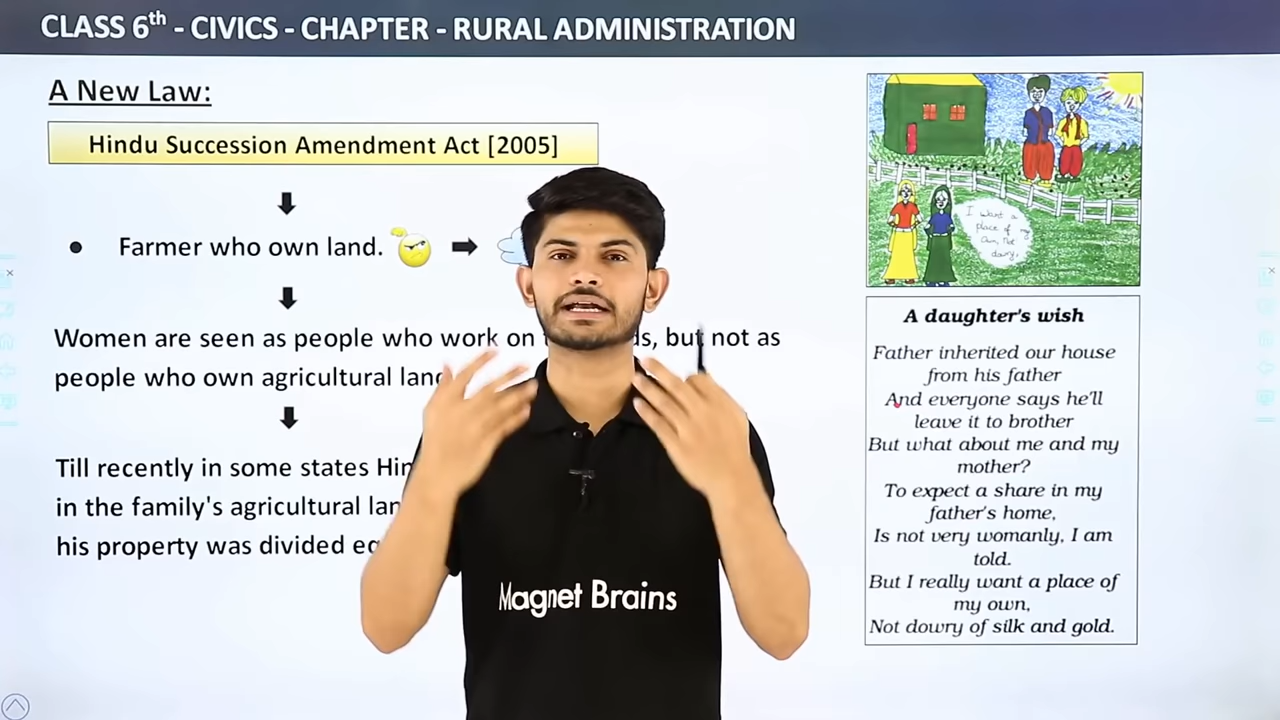 CLASS 6th - CIVICS - CHAPTER - RURAL ADMINISTRATION
A New Law:
Hindu Succession Amendment Act [2005]
Farmer who own land.
Women are seen as people who work on s, but not as
people who own agricultural land
Till recently in some states Hin
in the family's agricultural lan
his property was divided eq
I want a
place of my
own, not
dowry,
A daughter's wish
Father inherited our house
from his father
And everyone says he'll
leave it to brother
But what about me and my
mother?
To expect a share in my
father's home,
Is not very womanly, I am
told.
But I really want a place of
my own,
Not dowry of silk and gold.
Magnet Brains